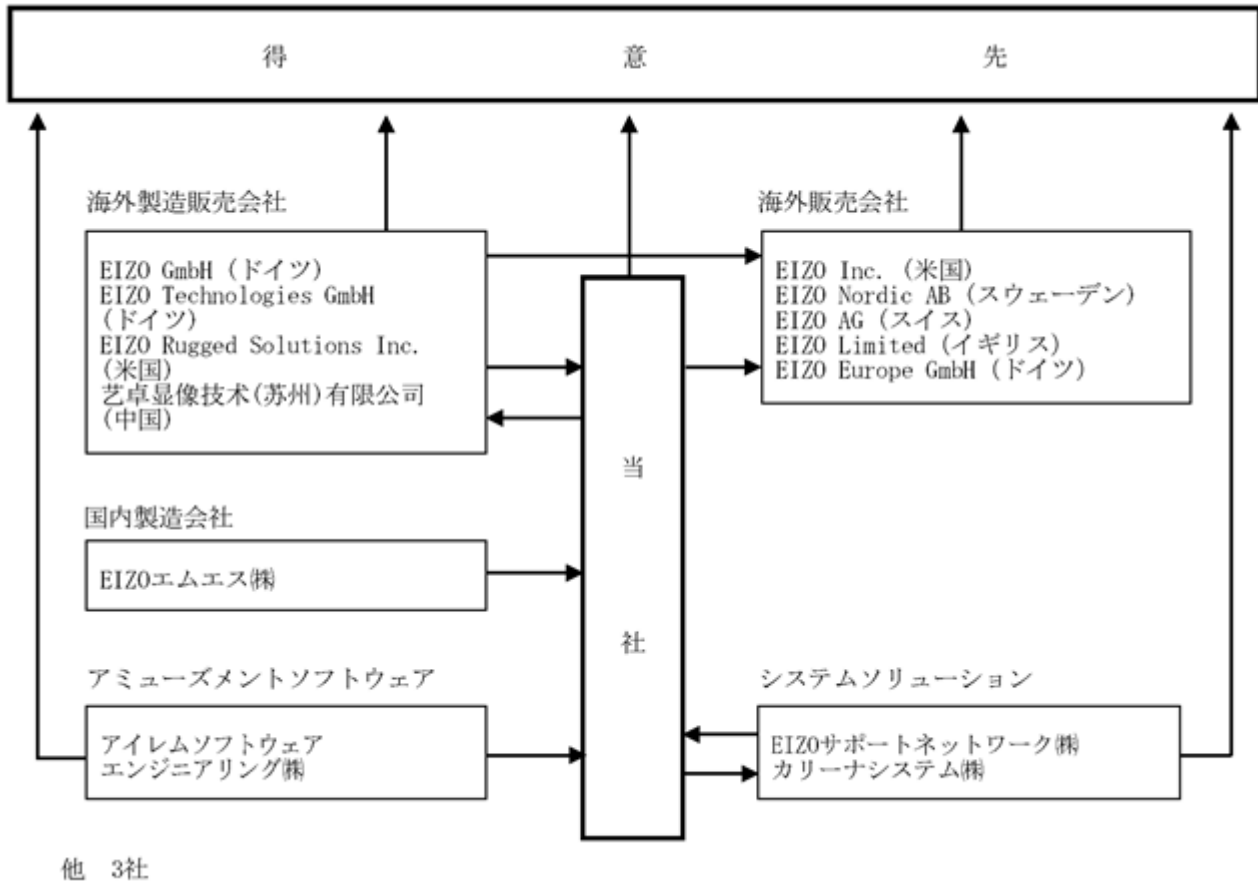 得意先
海外製造販売会社
EIZO GmbH (ドイツ)
EIZO Technologies GmbH
(ドイツ)
EIZO Rugged Solutions Inc.
(米国)
艺卓显像技术(苏州)有限公司
(中国)
海外販売会社
EIZO Inc. (米国)
EIZO Nordic AB (スウェーデン)
EIZO AG (スイス)
EIZO Limited (イギリス)
EIZO Europe GmbH (ドイツ)
当社
国内製造会社
EIZOエムエス㈱
アミューズメントソフトウェア
アイレムソフトウェア
エンジニアリング㈱
システムソリューション
EIZOサポートネットワーク㈱
カリーナシステム㈱
他 3社